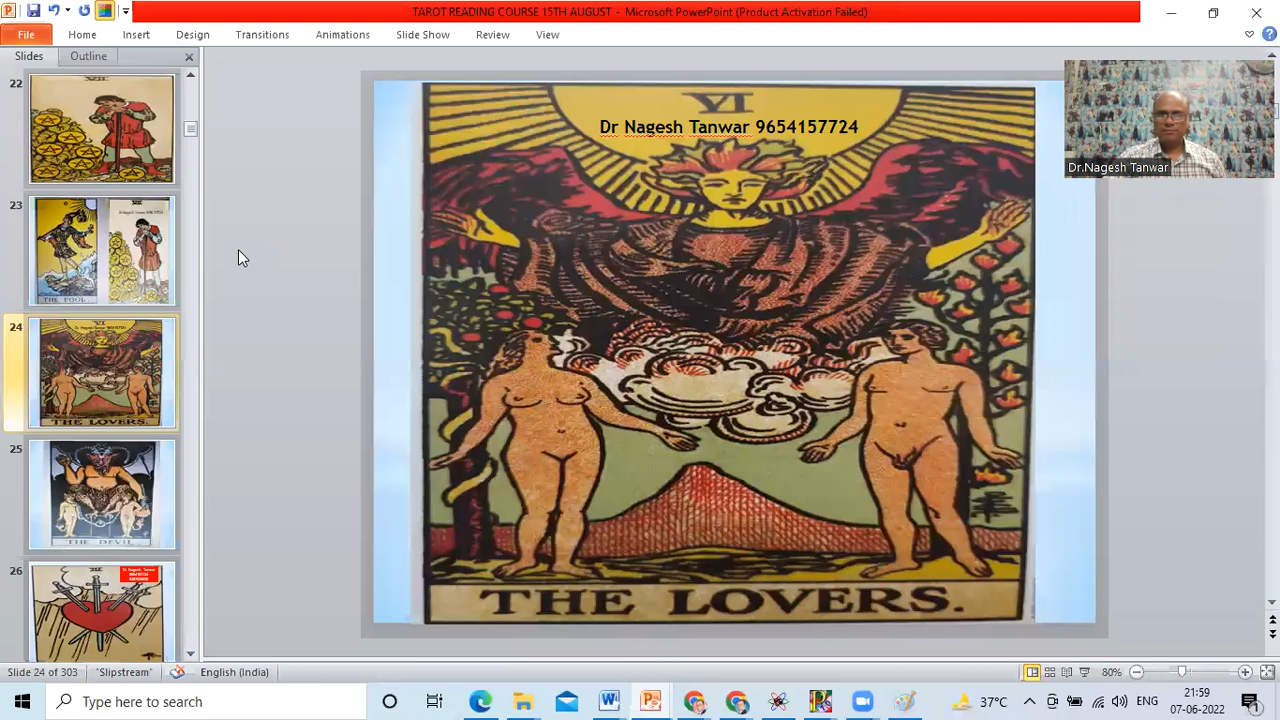 TAROT READING COURSE 15TH AUGUST - Microsoft PowerPoint (Product Activation Failed)
File Home Insert Design Transitions Animations Slide Show Review View
Slides Outline
22
VII
23
THE FOOL.
24
THE LOVERS.
25
THE DEVIL
26
III
VI
Dr Nagesh Tanwar 9654157724
THE LOVERS.
Dr.Nagesh Tanwar
Slide 24 of 303 "Slipstream" English (India) 80%
Type here to search
37°C ENG 21:59
07-06-2022
1